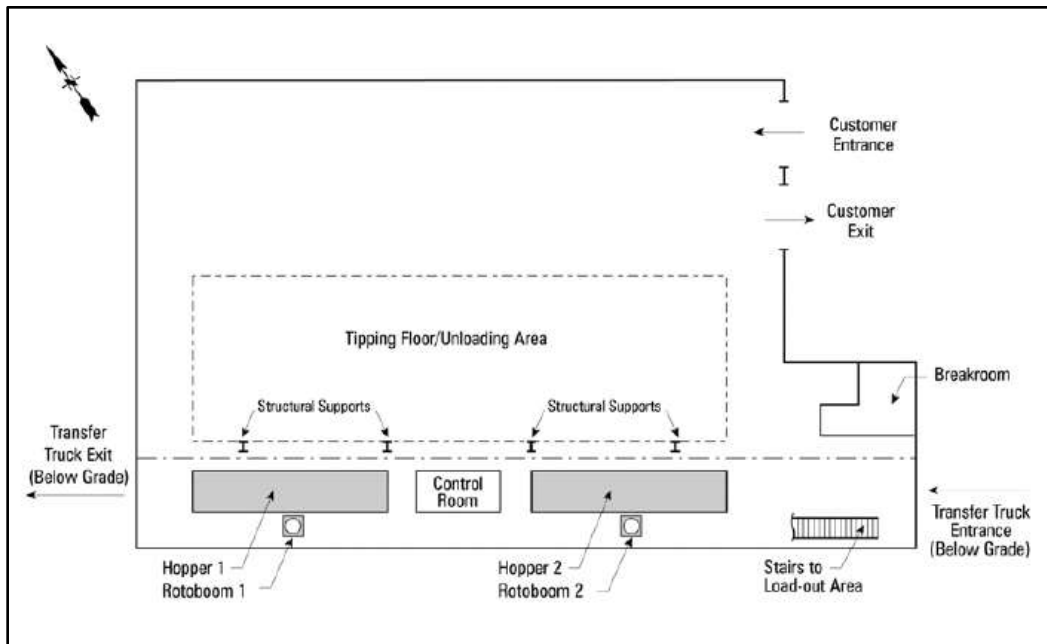 Customer
Entrance
Customer
Exit
Tipping Floor/Unloading Area
Breakroom
Structural Supports
Structural Supports
Transfer
Truck Exit
(Below Grade)
Control
Room
Transfer Truck
Entrance
(Below Grade)
Hopper 1
Rotoboom 1
Hopper 2
Rotoboom 2
Stairs to
Load-out Area